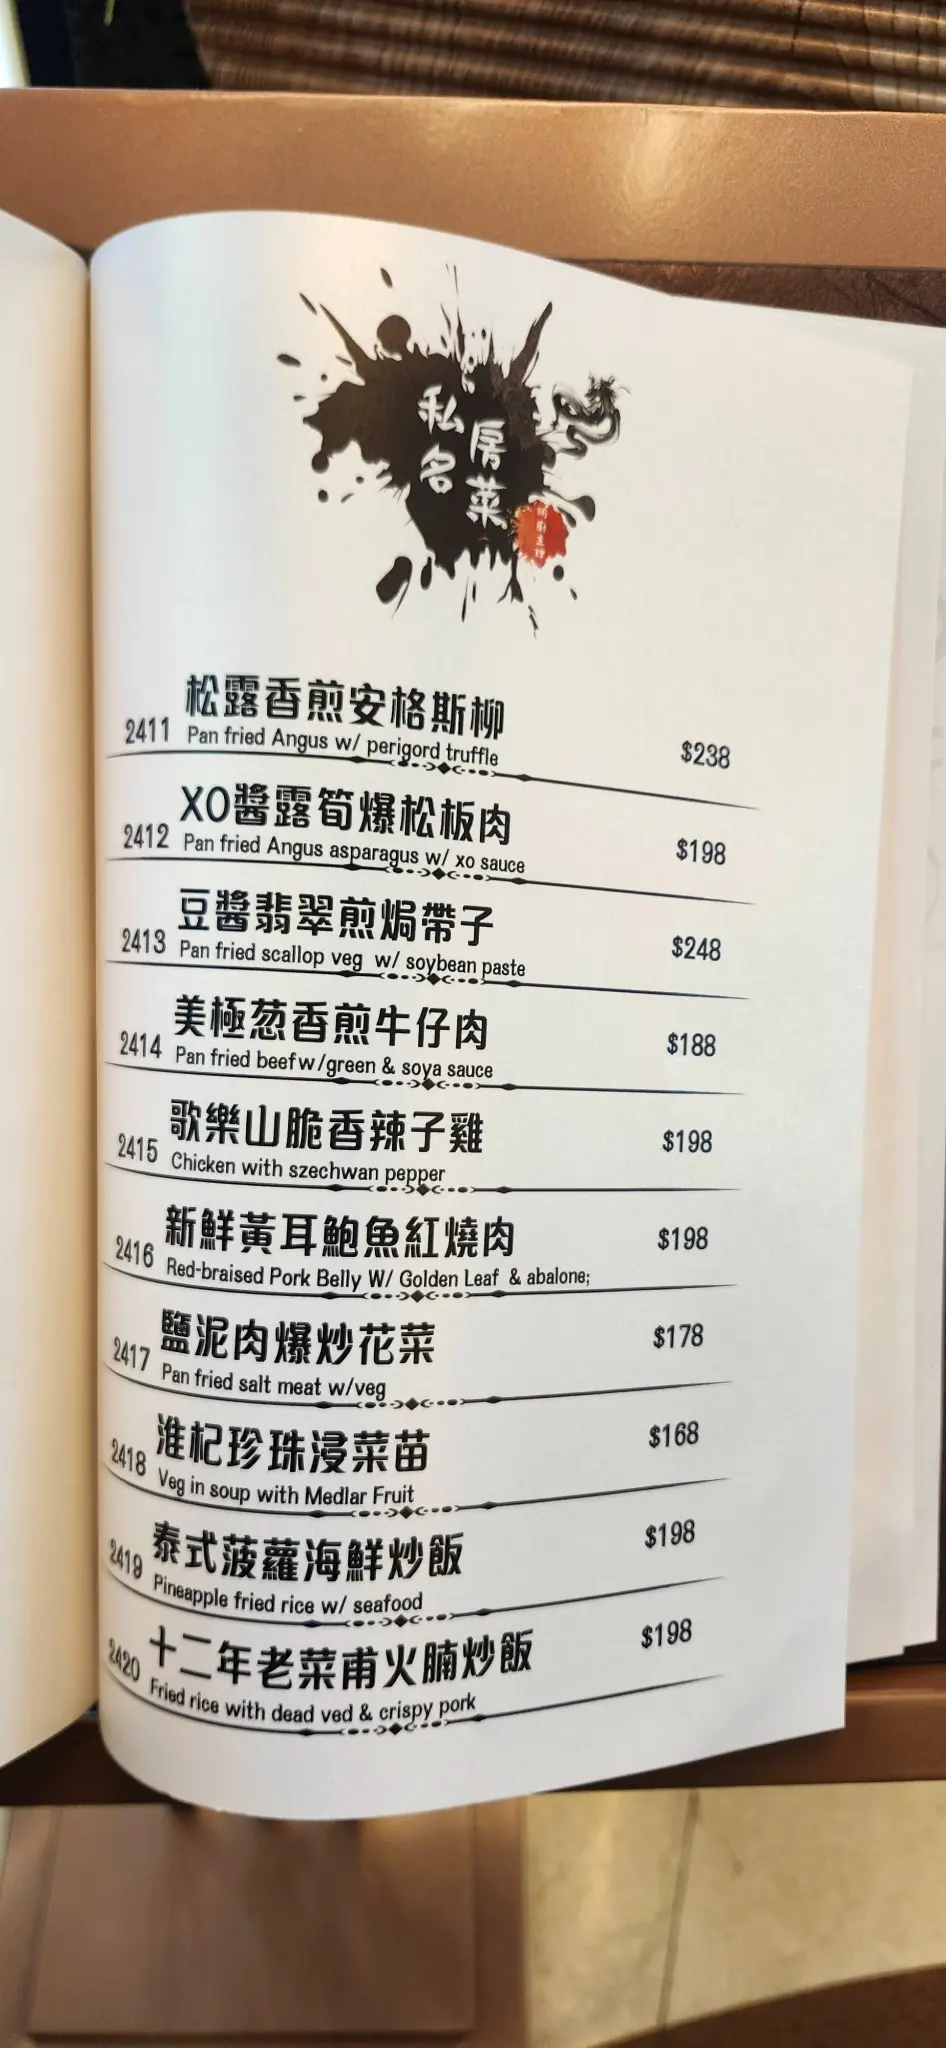 私房
名菜
2411 松露香煎安格斯柳 $238
Pan fried Angus w/ perigord truffle
2412 XO醬露筍爆松板肉 $198
Pan fried Angus asparagus w/ xo sauce
2413 豆醬翡翠煎焗帶子 $248
Pan fried scallop veg w/ soybean paste
2414 美極葱香煎牛仔肉 $188
Pan fried beef w/green & soya sauce
2415 歌樂山脆香辣子雞 $198
Chicken with szechwan pepper
2416 新鮮黃耳鮑魚紅燒肉 $198
Red-braised Pork Belly W/ Golden Leaf & abalone;
2417 鹽泥肉爆炒花菜 $178
Pan fried salt meat w/veg
2418 淮杞珍珠浸菜苗 $168
Veg in soup with Medlar Fruit
2419 泰式菠蘿海鮮炒飯 $198
Pineapple fried rice w/ seafood
2420 十二年老菜甫火腩炒飯 $198
Fried rice with dead ved & crispy pork